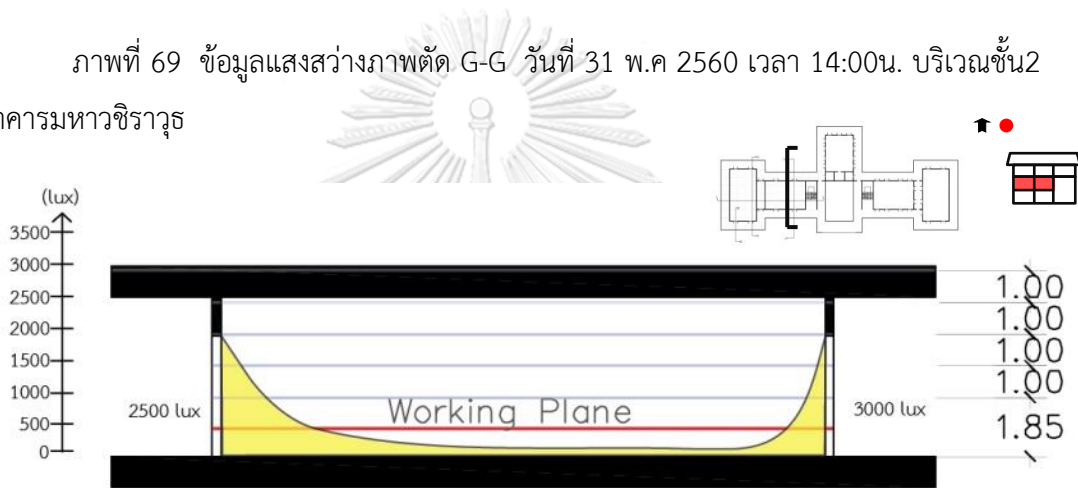 ภาพที่ 69 ข้อมูลแสงสว่างภาพตัด G-G วันที่ 31 พ.ค 2560 เวลา 14:00น. บริเวณชั้น2
าคารมหาวชิราวุธ
(lux)
3500
3000
2500
2000
1500
1000
500
0
2500 lux
Working Plane
3000 lux
1.00
1.00
1.00
1.00
1.85